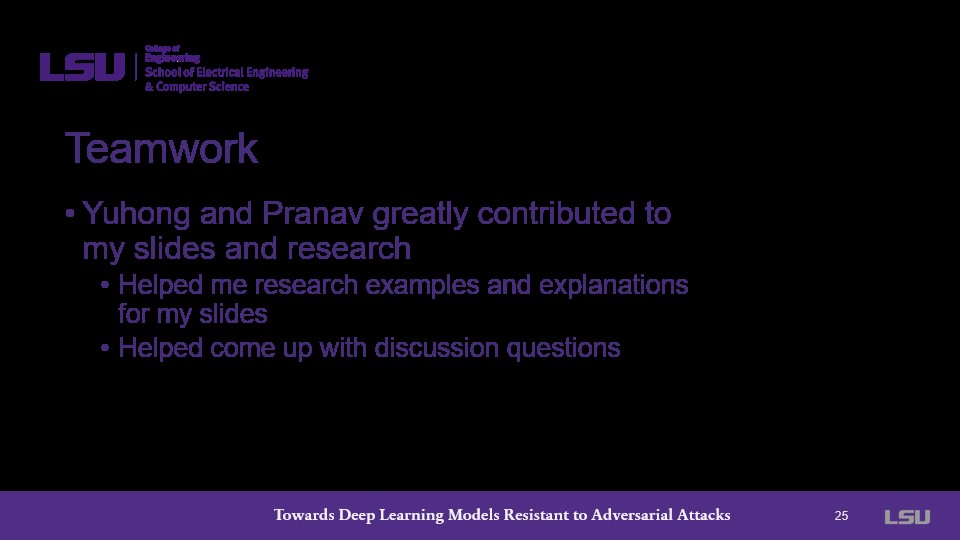 LSU
College of
Engineering
School of Electrical Engineering
& Computer Science
Teamwork
• Yuhong and Pranav greatly contributed to
my slides and research
• Helped me research examples and explanations
for my slides
• Helped come up with discussion questions
Towards Deep Learning Models Resistant to Adversarial Attacks
25
LSU